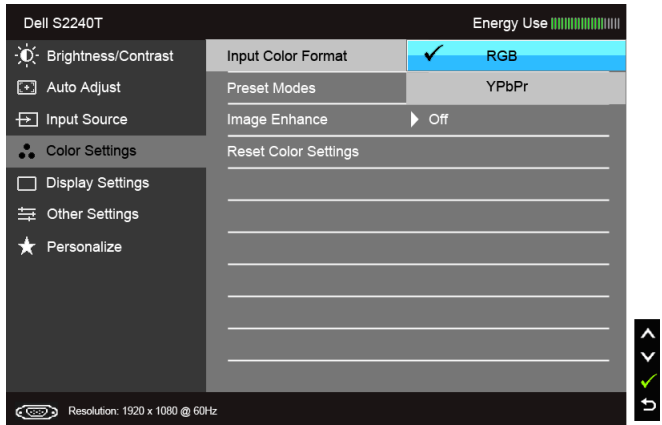 Dell S2240T
Energy Use
Brightness/Contrast
Auto Adjust
Input Source
Color Settings
Display Settings
Other Settings
Personalize
Input Color Format
RGB
Preset Modes
YPbPr
Image Enhance
Off
Reset Color Settings
Resolution: 1920 x 1080 @ 60Hz